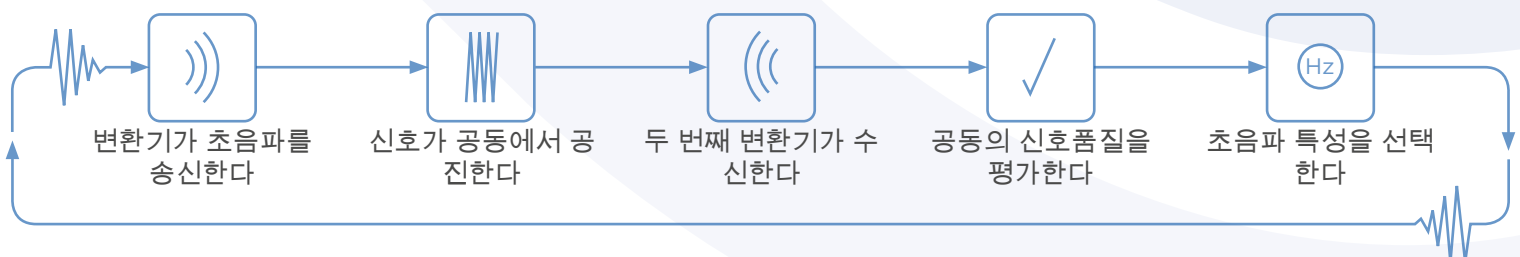 Hz
변환기가 초음파를
송신한다
신호가 공동에서 공
진한다
두 번째 변환기가 수
신한다
공동의 신호품질을
평가한다
초음파 특성을 선택
한다